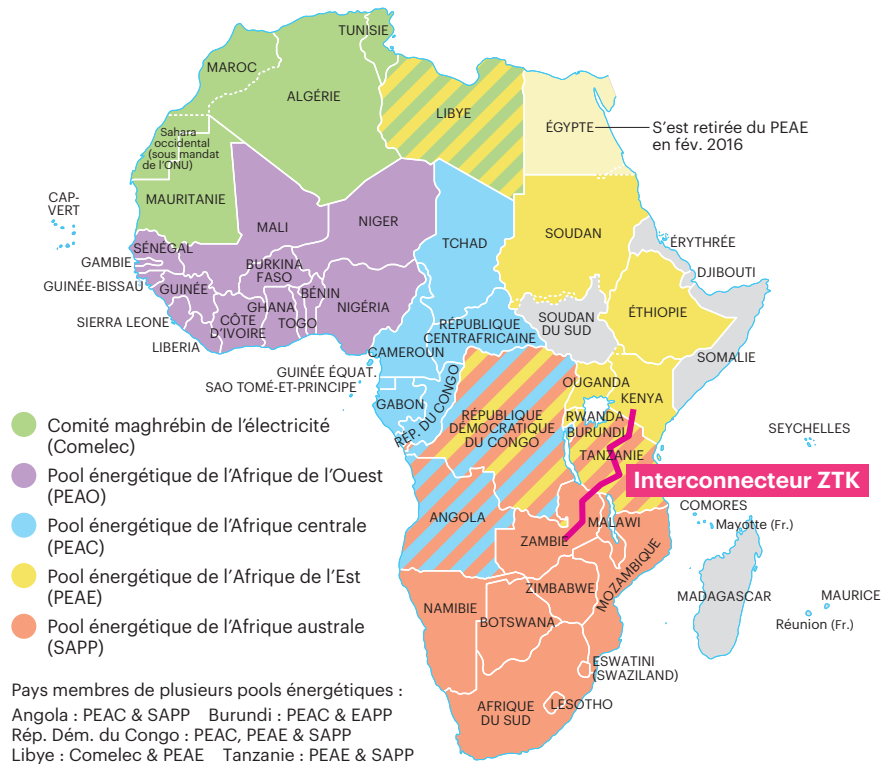 TUNISIE
MAROC
ALGÉRIE
LIBYE
ÉGYPTE
S'est retirée du PEAE
en fév. 2016
Sahara
occidental
(sous mandat
de l'ONU)
MAURITANIE
CAP-
VERT
MALI
NIGER
TCHAD
SOUDAN
ÉRYTHRÉE
SÉNÉGAL
GAMBIE
BURKINA
FASO
DJIBOUTI
GUINÉE-BISSAU
GUINÉE
BÉNIN
GHANA
NIGÉRIA
CÔTE
D'IVOIRE
TOGO
SIERRA LEONE
LIBERIA
RÉPUBLIQUE
CENTRAFRICAINE
SOUDAN
DU SUD
ÉTHIOPIE
SOMALIE
CAMEROUN
GUINÉE ÉQUAT.
SAO TOMÉ-ET-PRINCIPE
GABON
RÉP. DU CONGO
RÉPUBLIQUE
DÉMOCRATIQUE
DU CONGO
OUGANDA
KENYA
RWANDA
BURUNDI
TANZANIE
SEYCHELLES
Interconnecteur ZTK
COMORES
Mayotte (Fr.)
ANGOLA
ZAMBIE
MALAWI
MOZAMBIQUE
ZIMBABWE
NAMIBIE
BOTSWANA
MADAGASCAR
MAURICE
Réunion (Fr.)
ESWATINI
(SWAZILAND)
LESOTHO
AFRIQUE
DU SUD
Comité maghrébin de l'électricité
(Comelec)
Pool énergétique de l'Afrique de l'Ouest
(PEAO)
Pool énergétique de l'Afrique centrale
(PEAC)
Pool énergétique de l'Afrique de l'Est
(PEAE)
Pool énergétique de l'Afrique australe
(SAPP)
Pays membres de plusieurs pools énergétiques :
Angola : PEAC & SAPP Burundi : PEAC & EAPP
Rép. Dém. du Congo : PEAC, PEAE & SAPP
Libye : Comelec & PEAE Tanzanie : PEAE & SAPP